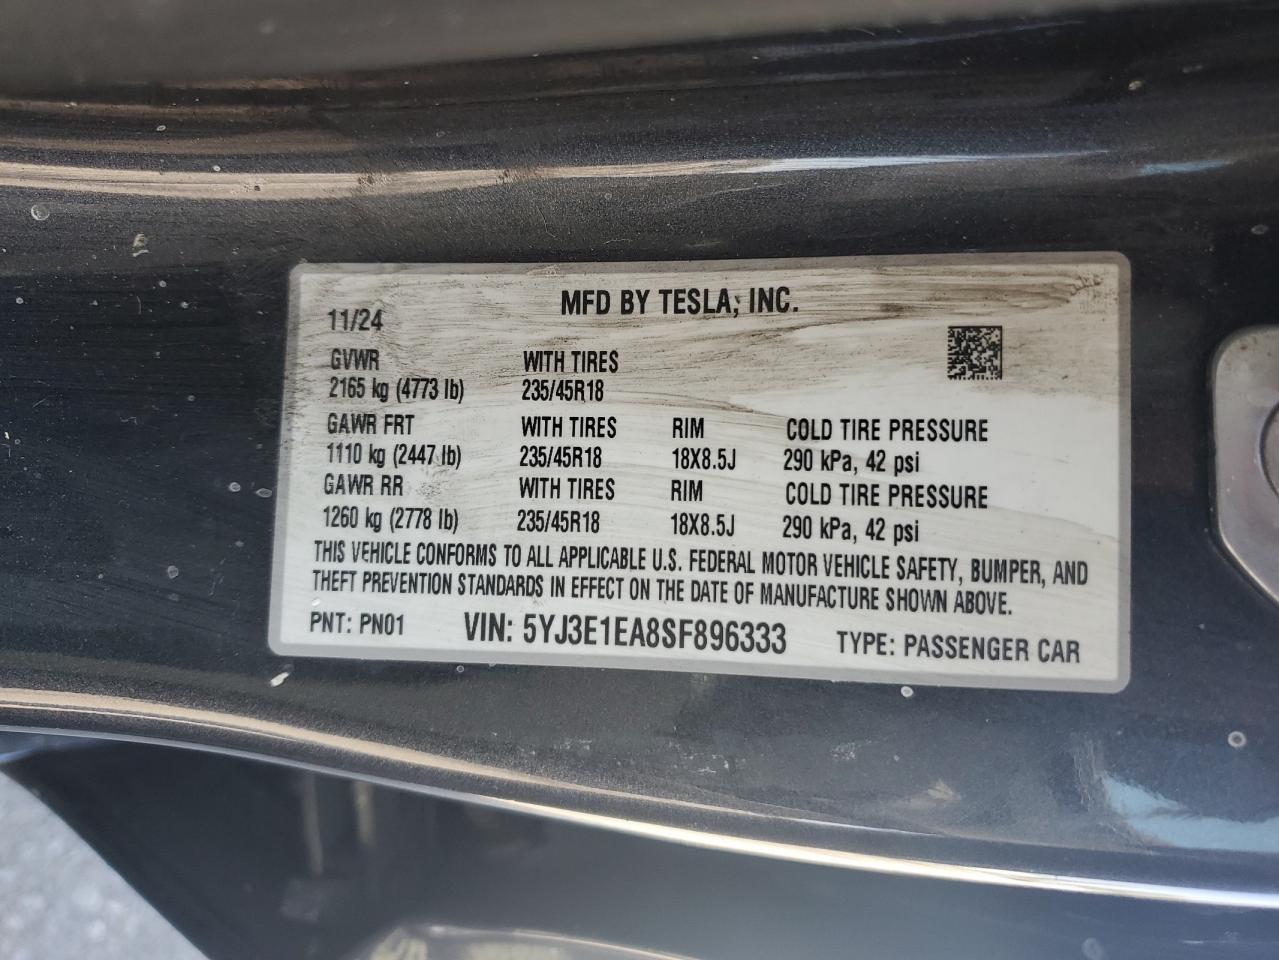 MFD BY TESLA, INC.
11/24
GVWR WITH TIRES
2165 kg (4773 lb) 235/45R18
GAWR FRT WITH TIRES RIM COLD TIRE PRESSURE
1110 kg (2447 lb) 235/45R18 18X8.5J 290 kPa, 42 psi
GAWR RR WITH TIRES RIM COLD TIRE PRESSURE
1260 kg (2778 lb) 235/45R18 18X8.5J 290 kPa, 42 psi
THIS VEHICLE CONFORMS TO ALL APPLICABLE U.S. FEDERAL MOTOR VEHICLE SAFETY, BUMPER, AND
THEFT PREVENTION STANDARDS IN EFFECT ON THE DATE OF MANUFACTURE SHOWN ABOVE.
PNT: PN01 VIN: 5YJ3E1EA8SF896333 TYPE: PASSENGER CAR